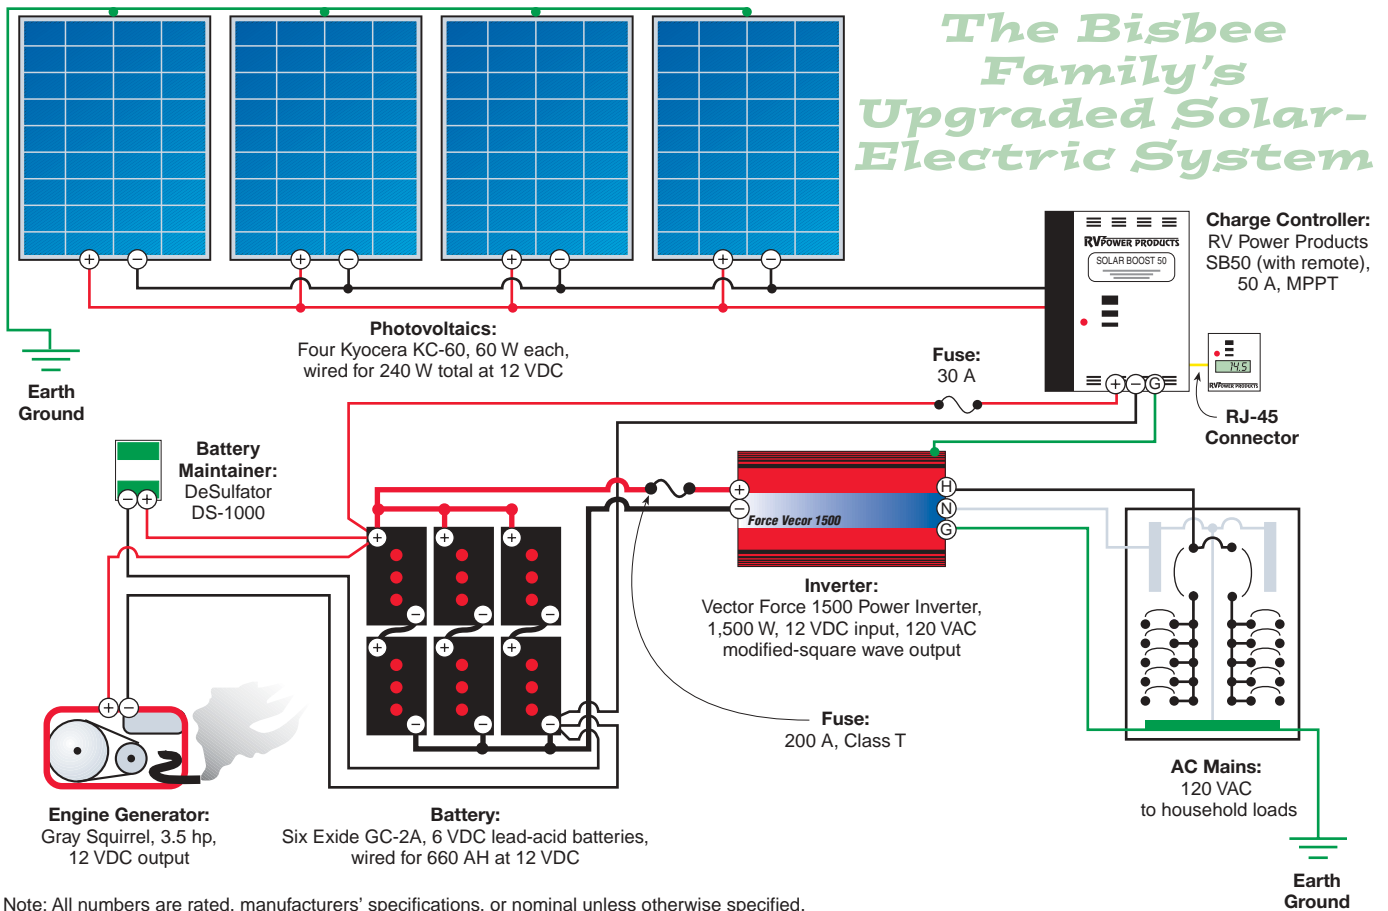 The Bisbee
Family's
Upgraded Solar-
Electric System
Charge Controller:
RV Power Products
SB50 (with remote),
50 A, MPPT
RV POWER PRODUCTS
SOLAR BOOST 50
+ −
+ −
+ −
+ −
Photovoltaics:
Four Kyocera KC-60, 60 W each,
wired for 240 W total at 12 VDC
Earth
Ground
Fuse:
30 A
+ − G
14.5
RVPOWER PRODUCTS
RJ-45
Connector
Battery
Maintainer:
DeSulfator
DS-1000
− +
+
−
Force Vecor 1500
H
N
G
Inverter:
Vector Force 1500 Power Inverter,
1,500 W, 12 VDC input, 120 VAC
modified-square wave output
+ + +
− − −
+ + +
− − −
+ −
Fuse:
200 A, Class T
AC Mains:
120 VAC
to household loads
Engine Generator:
Gray Squirrel, 3.5 hp,
12 VDC output
Battery:
Six Exide GC-2A, 6 VDC lead-acid batteries,
wired for 660 AH at 12 VDC
Earth
Ground
Note: All numbers are rated, manufacturers' specifications, or nominal unless otherwise specified.